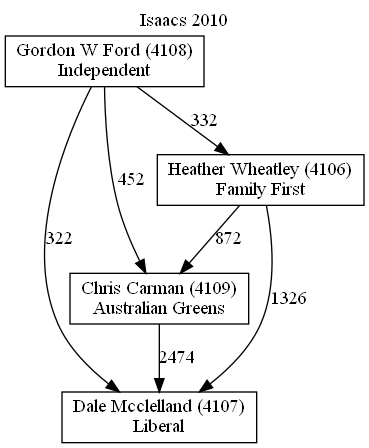 Isaacs 2010
Gordon W Ford (4108)
Independent
332
Heather Wheatley (4106)
Family First
452
322
872
Chris Carman (4109)
Australian Greens
1326
2474
Dale Mcclelland (4107)
Liberal